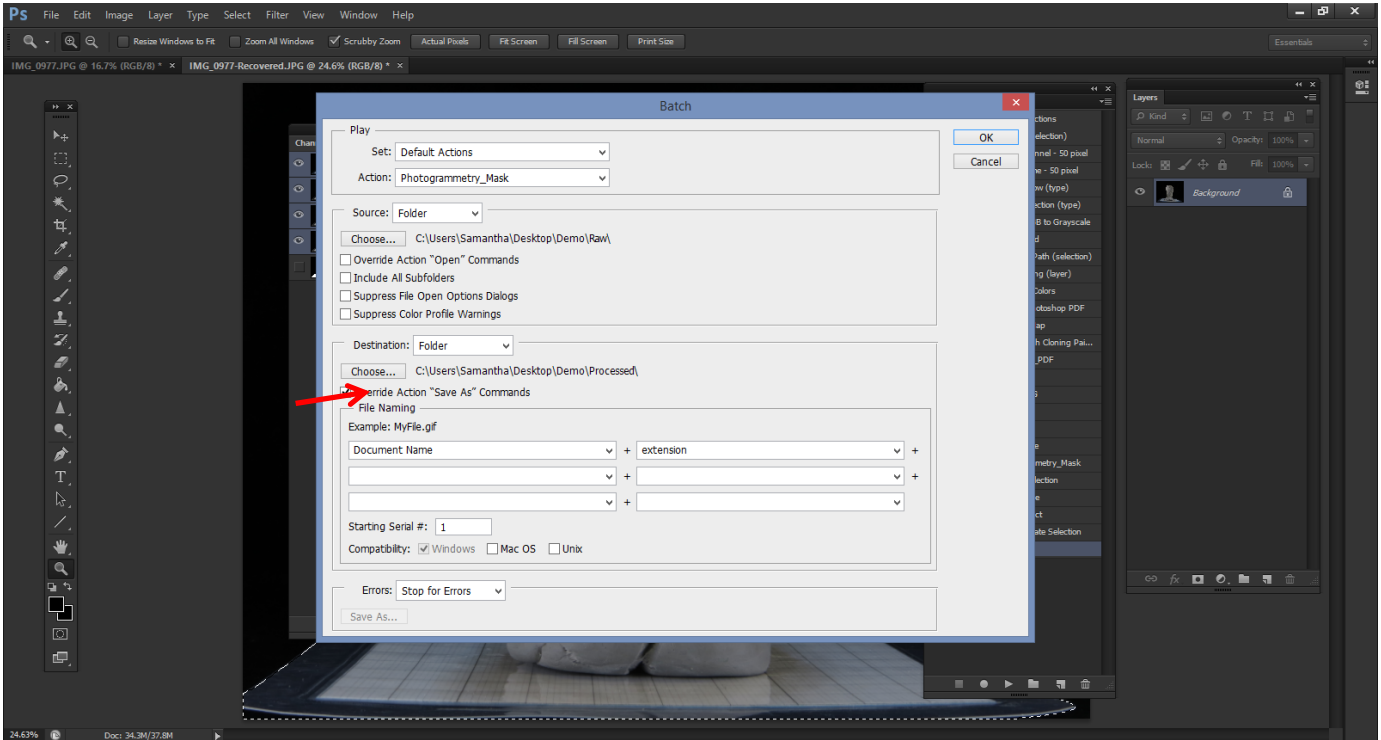 Ps File Edit Image Layer Type Select Filter View Window Help
Resize Windows to Fit Zoom All Windows Scrubby Zoom Actual Pixels Fit Screen Fill Screen Print Size Essentials
IMG_0977.JPG @ 16.7% (RGB/8) * × IMG_0977-Recovered.JPG @ 24.6% (RGB/8) * ×
Batch
Play
Set: Default Actions
Action: Photogrammetry_Mask
OK
Cancel
Source: Folder
Choose... C:\Users\Samantha\Desktop\Demo\Raw\
Override Action "Open" Commands
Include All Subfolders
Suppress File Open Options Dialogs
Suppress Color Profile Warnings
Destination: Folder
Choose... C:\Users\Samantha\Desktop\Demo\Processed\
erride Action "Save As" Commands
File Naming
Example: MyFile.gif
Document Name + extension +
+ +
+
Starting Serial #: 1
Compatibility: Windows Mac OS Unix
Errors: Stop for Errors
Save As...
Chan
ctions
election)
nnel - 50 pixel
me - 50 pixel
ow (type)
ection (type)
B to Grayscale
d
Path (selection)
ng (layer)
Colors
otoshop PDF
ap
h Cloning Pai...
_PDF
e
metry_Mask
lection
e
ct
ate Selection
Layers
Kind
Normal Opacity: 100%
Lock: Fill: 100%
Background
24.63% Doc: 34.3M/37.8M